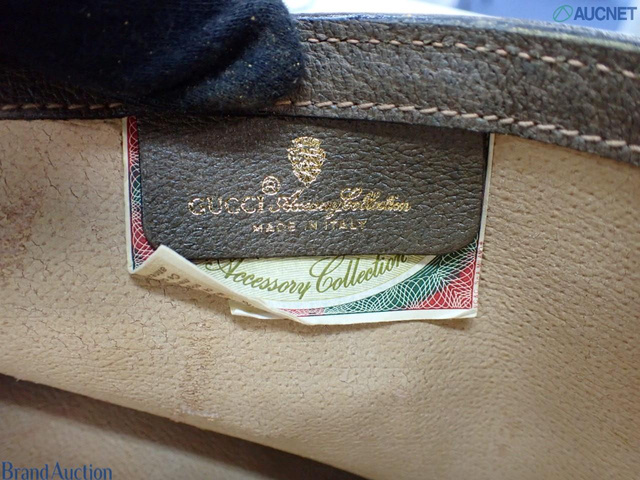 AUCNET
®
GUCCI Accessory Collection
MADE IN ITALY
Accessory Collection
BrandAuction